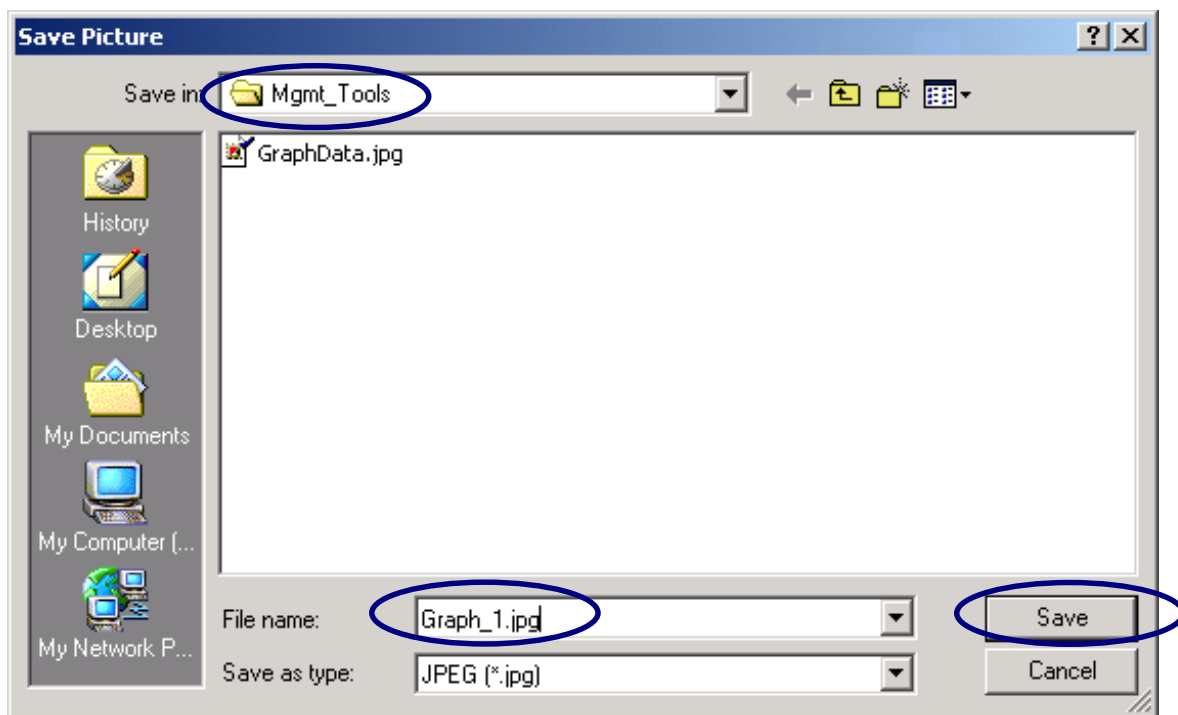 Save Picture
Save in:
Mgmt_Tools
GraphData.jpg
History
Desktop
My Documents
My Computer (...
My Network P...
File name:
Graph_1.jpg
Save
Save as type:
JPEG (*.jpg)
Cancel